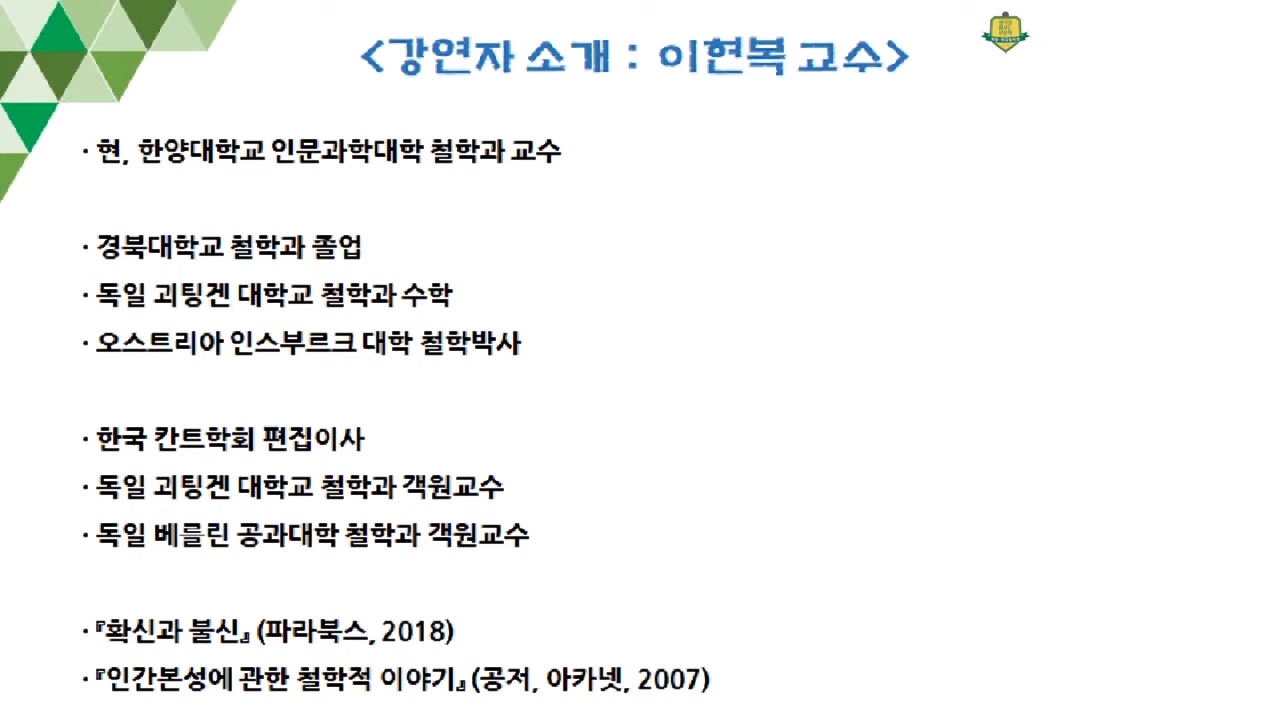 <강연자 소개 : 이현복 교수>
· 현, 한양대학교 인문과학대학 철학과 교수
· 경북대학교 철학과 졸업
· 독일 괴팅겐 대학교 철학과 수학
· 오스트리아 인스부르크 대학 철학박사
· 한국 칸트학회 편집이사
· 독일 괴팅겐 대학교 철학과 객원교수
· 독일 베를린 공과대학 철학과 객원교수
· 『확신과 불신』 (파라북스, 2018)
· 『인간본성에 관한 철학적 이야기』 (공저, 아카넷, 2007)